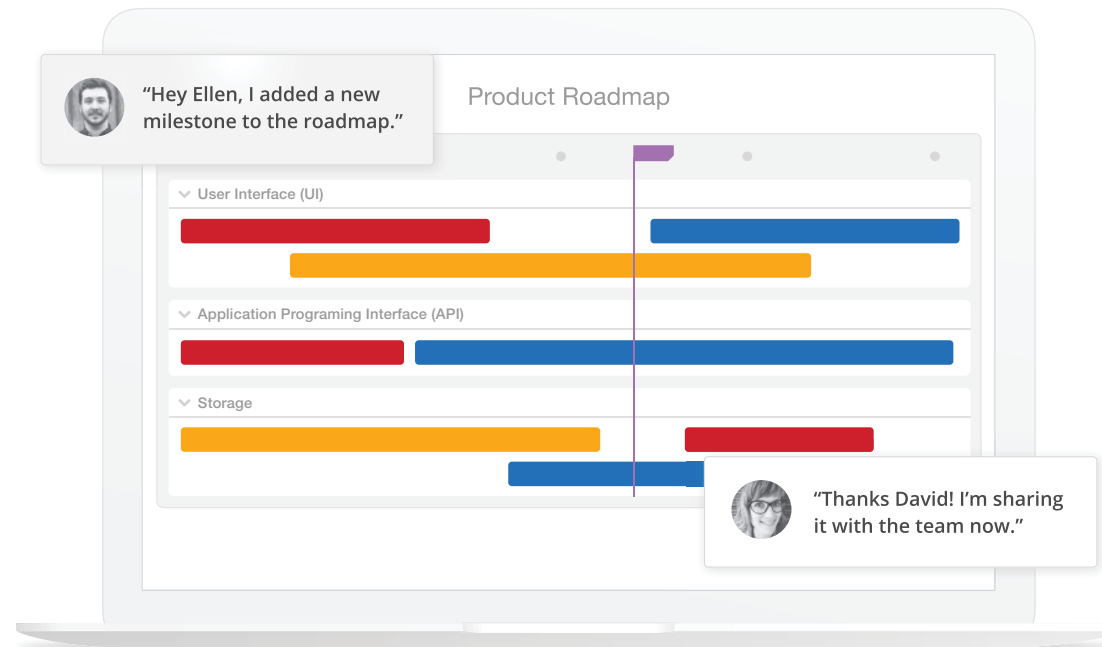 “Hey Ellen, I added a new
milestone to the roadmap.”
Product Roadmap
User Interface (UI)
Application Programing Interface (API)
Storage
“Thanks David! I’m sharing
it with the team now.”